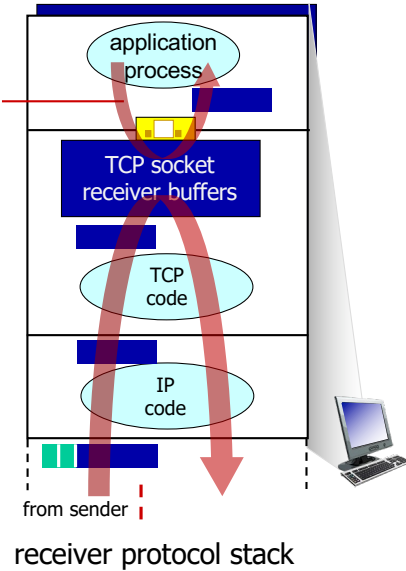 application
process
TCP socket
receiver buffers
TCP
code
IP
code
from sender
receiver protocol stack